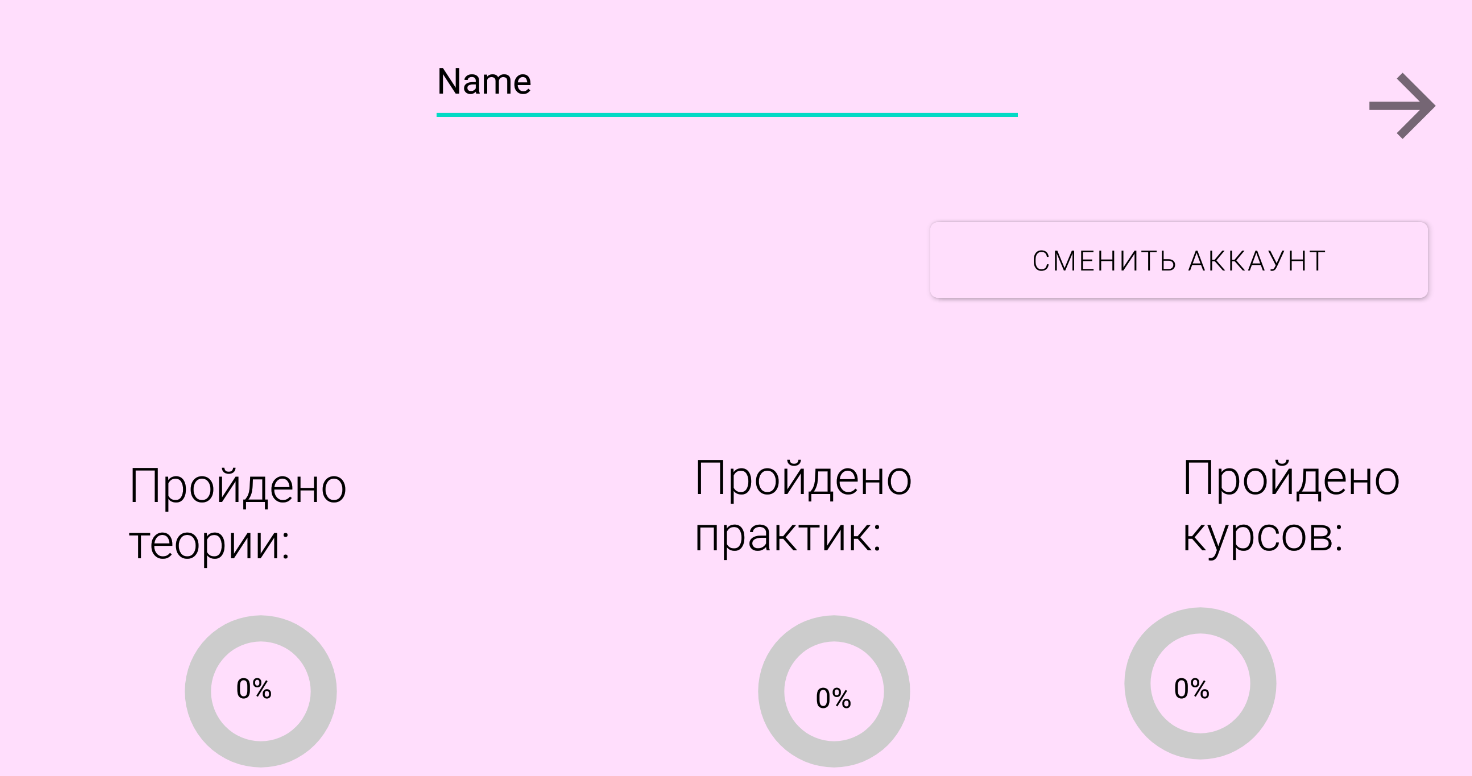 Name
СМЕНИТЬ АККАУНТ
Пройдено
теории:
0%
Пройдено
практик:
0%
Пройдено
курсов:
0%